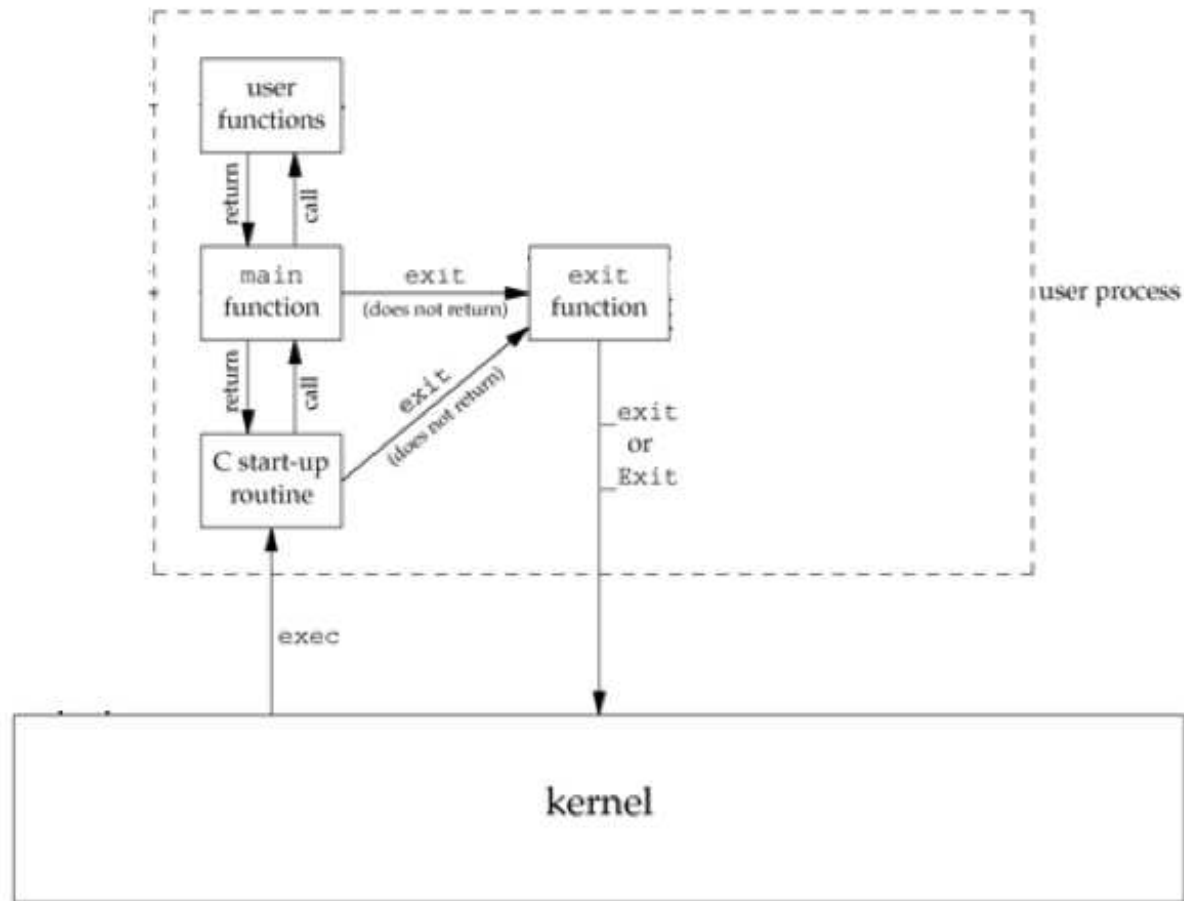 user
functions
return
call
main
function
exit
(does not return)
exit
function
user process
return
call
exit
(does not return)
C start-up
routine
_exit
or
_Exit
exec
kernel